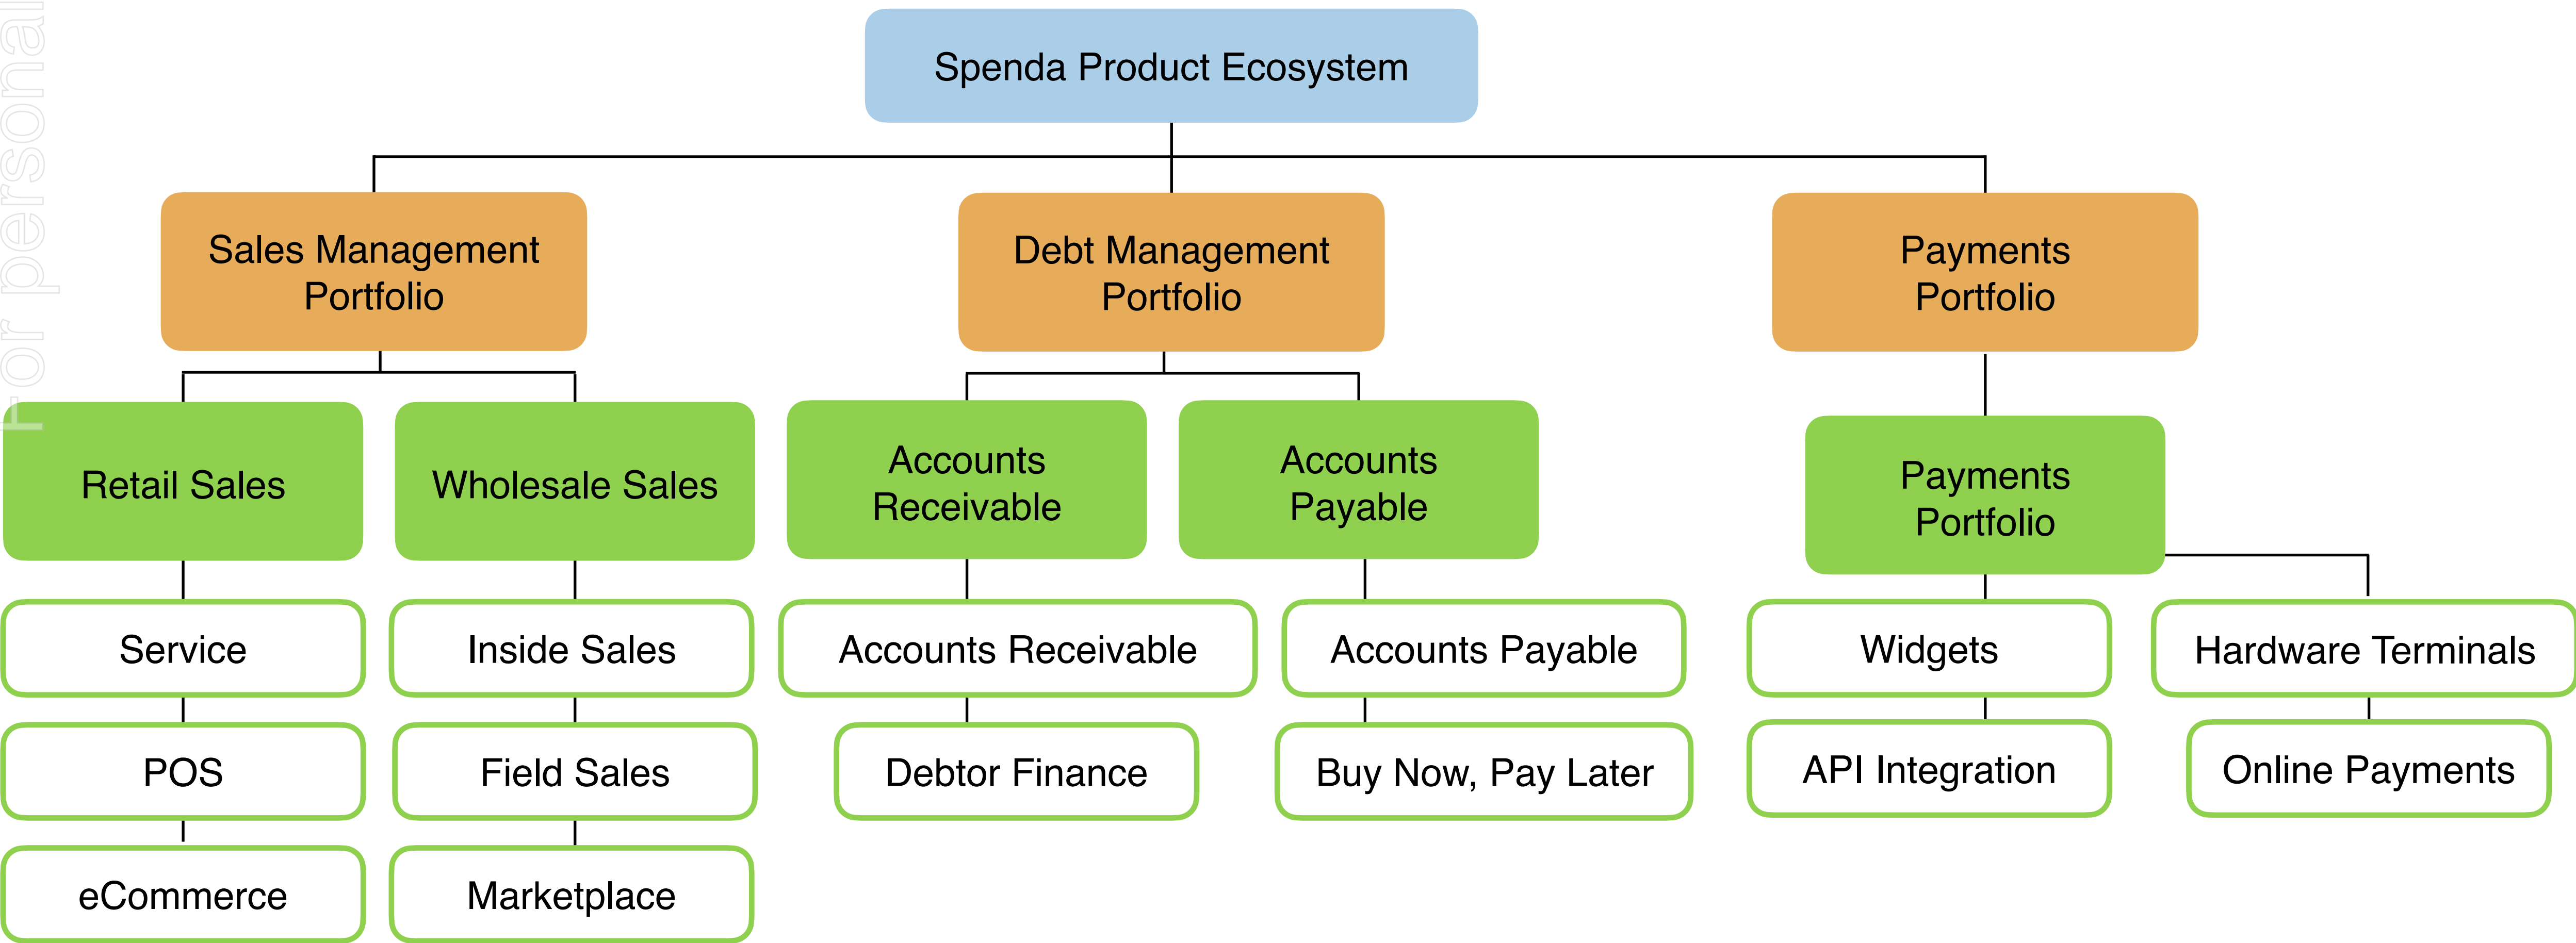 For personal
Spenda Product Ecosystem
Sales Management
Portfolio
Debt Management
Portfolio
Payments
Portfolio
Retail Sales
Wholesale Sales
Accounts
Receivable
Accounts
Payable
Payments
Portfolio
Service
Inside Sales
Accounts Receivable
Accounts Payable
Widgets
Hardware Terminals
POS
Field Sales
Debtor Finance
Buy Now, Pay Later
API Integration
Online Payments
eCommerce
Marketplace